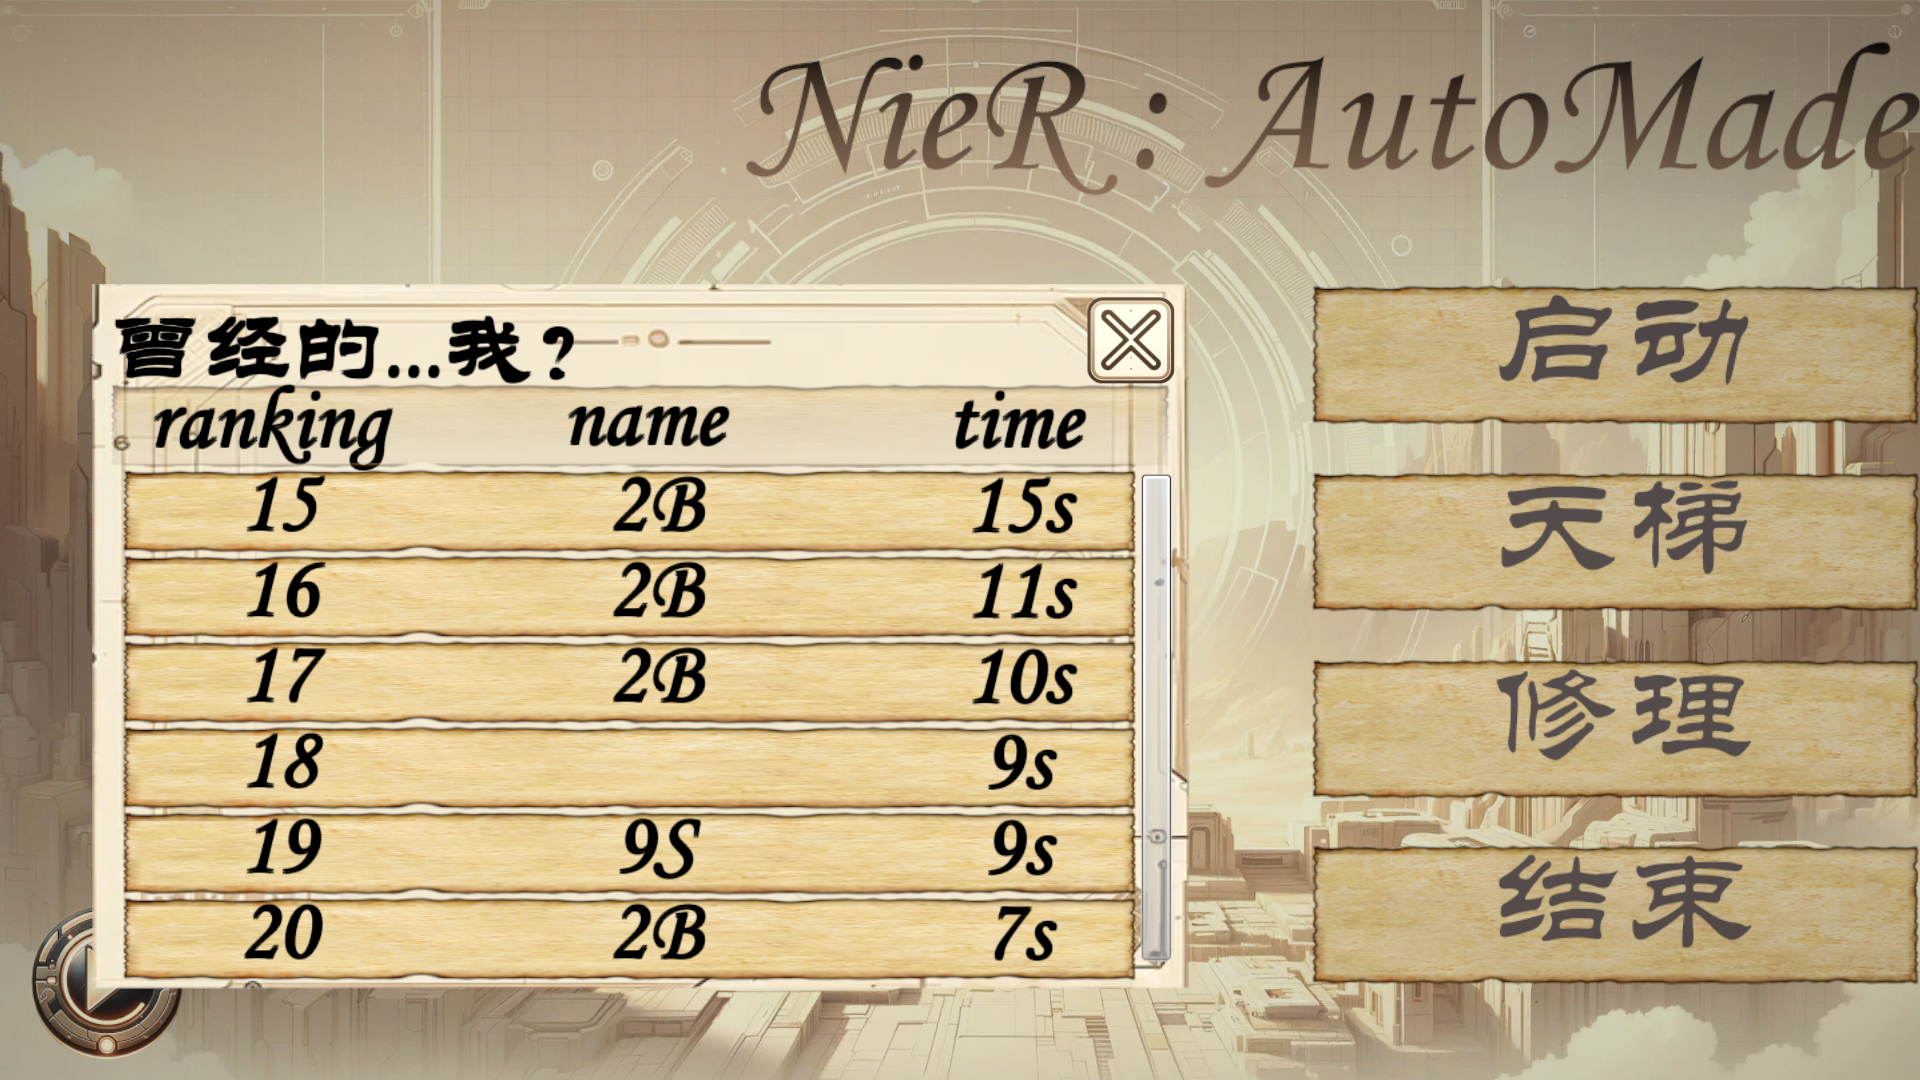 NïeR : AutoMade
曾经的...我?
ranking name time
15 2B 15s
16 2B 11s
17 2B 10s
18 9s
19 9S 9s
20 2B 7s
启动
天梯
修理
结束